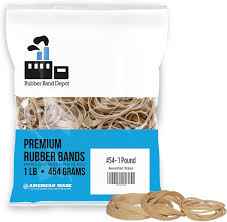 Rubber Band Depot
#54- 1 Pound
Assorted Sizes
PREMIUM
RUBBER BANDS
1 LB • 454 GRAMS
AMERICAN MADE